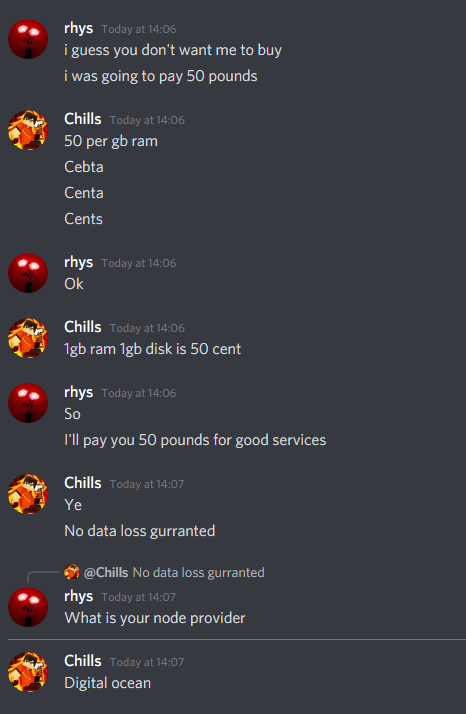 rhys Today at 14:06
i guess you don't want me to buy
i was going to pay 50 pounds
Chills Today at 14:06
50 per gb ram
Cebta
Centa
Cents
rhys Today at 14:06
Ok
Chills Today at 14:06
1gb ram 1gb disk is 50 cent
rhys Today at 14:06
So
I'll pay you 50 pounds for good services
Chills Today at 14:07
Ye
No data loss gurranted
@Chills No data loss gurranted
rhys Today at 14:07
What is your node provider
Chills Today at 14:07
Digital ocean